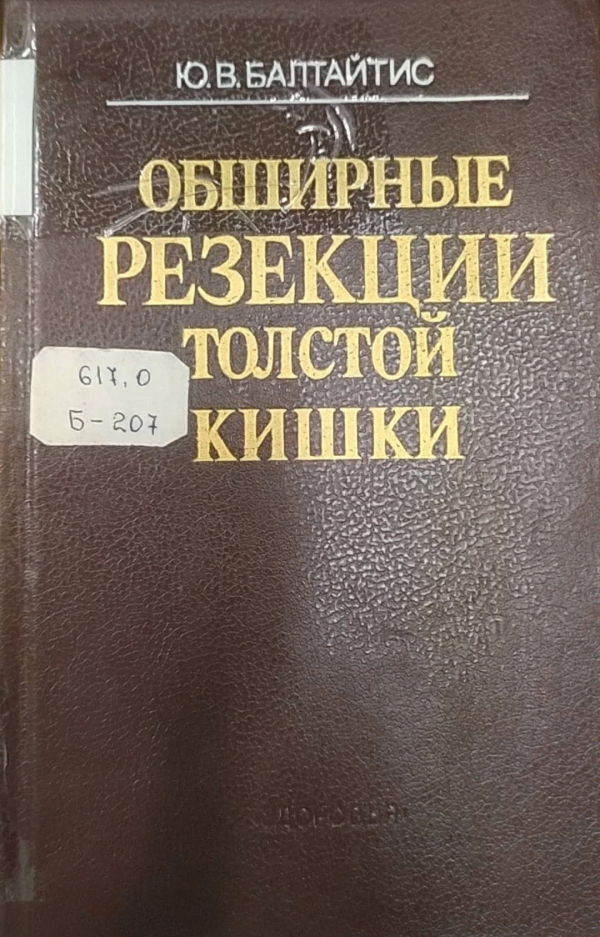 Ю. В. БАЛТАЙТИС
ОБШИРНЫЕ
РЕЗЕКЦИИ
ТОЛСТОЙ
КИШКИ
617.0
Б-207